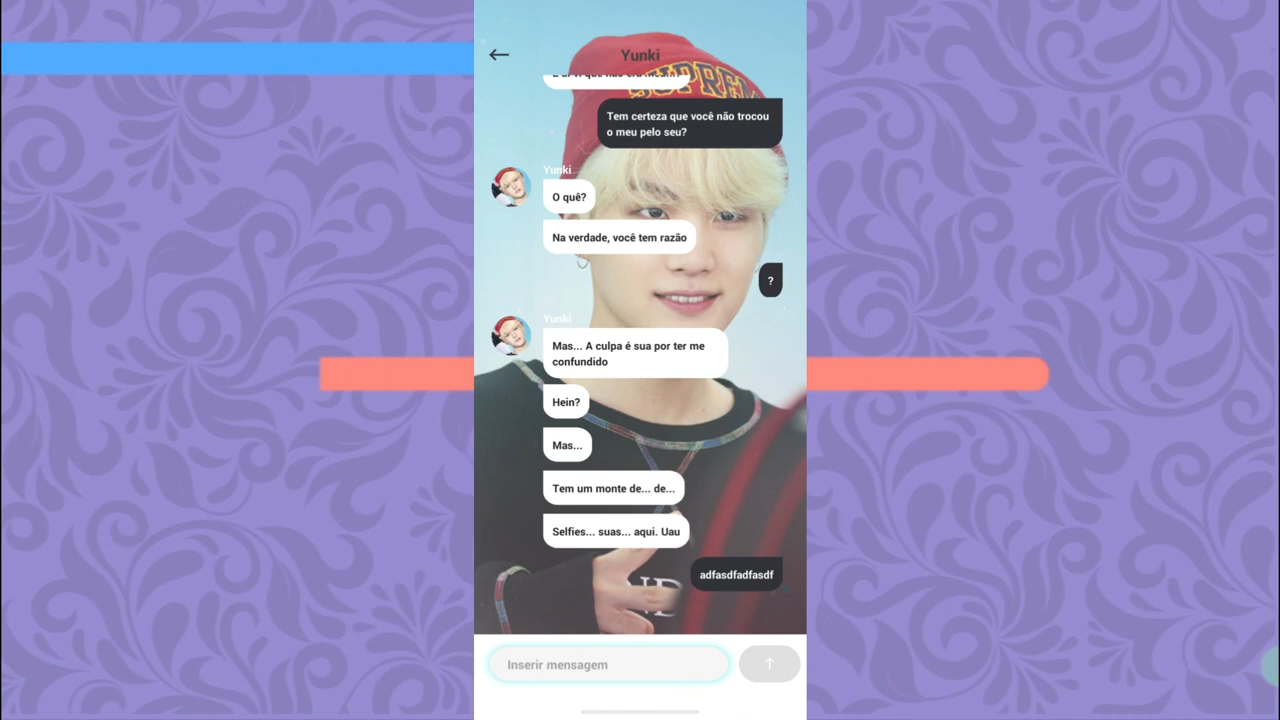 Yunki
SUPREM
Tem certeza que você não trocou
o meu pelo seu?
Yunki
O quê?
Na verdade, você tem razão
?
Yunki
Mas... A culpa é sua por ter me
confundido
Hein?
Mas...
Tem um monte de... de...
Selfies... suas... aqui. Uau
adfasdfadfasdf
Inserir mensagem